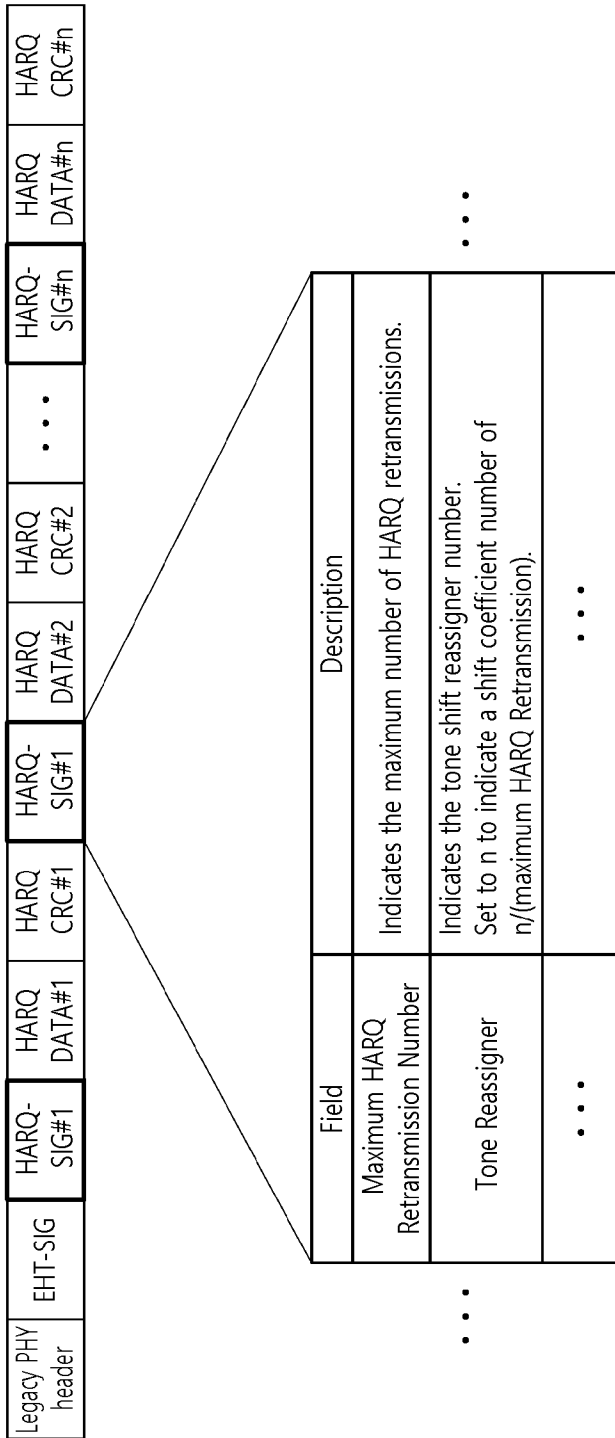 Legacy PHY
header
EHT-SIG
HARQ-
SIG#1
HARQ
DATA#1
HARQ
CRC#1
HARQ-
SIG#1
HARQ
DATA#2
HARQ
CRC#2
• • •
HARQ-
SIG#n
HARQ
DATA#n
HARQ
CRC#n
• • •
Field
Description
Maximum HARQ
Retransmission Number
Indicates the maximum number of HARQ retransmissions.
Tone Reassigner
Indicates the tone shift reassigner number.
Set to n to indicate a shift coefficient number of
n/(maximum HARQ Retransmission).
• • •
• • •
• • •